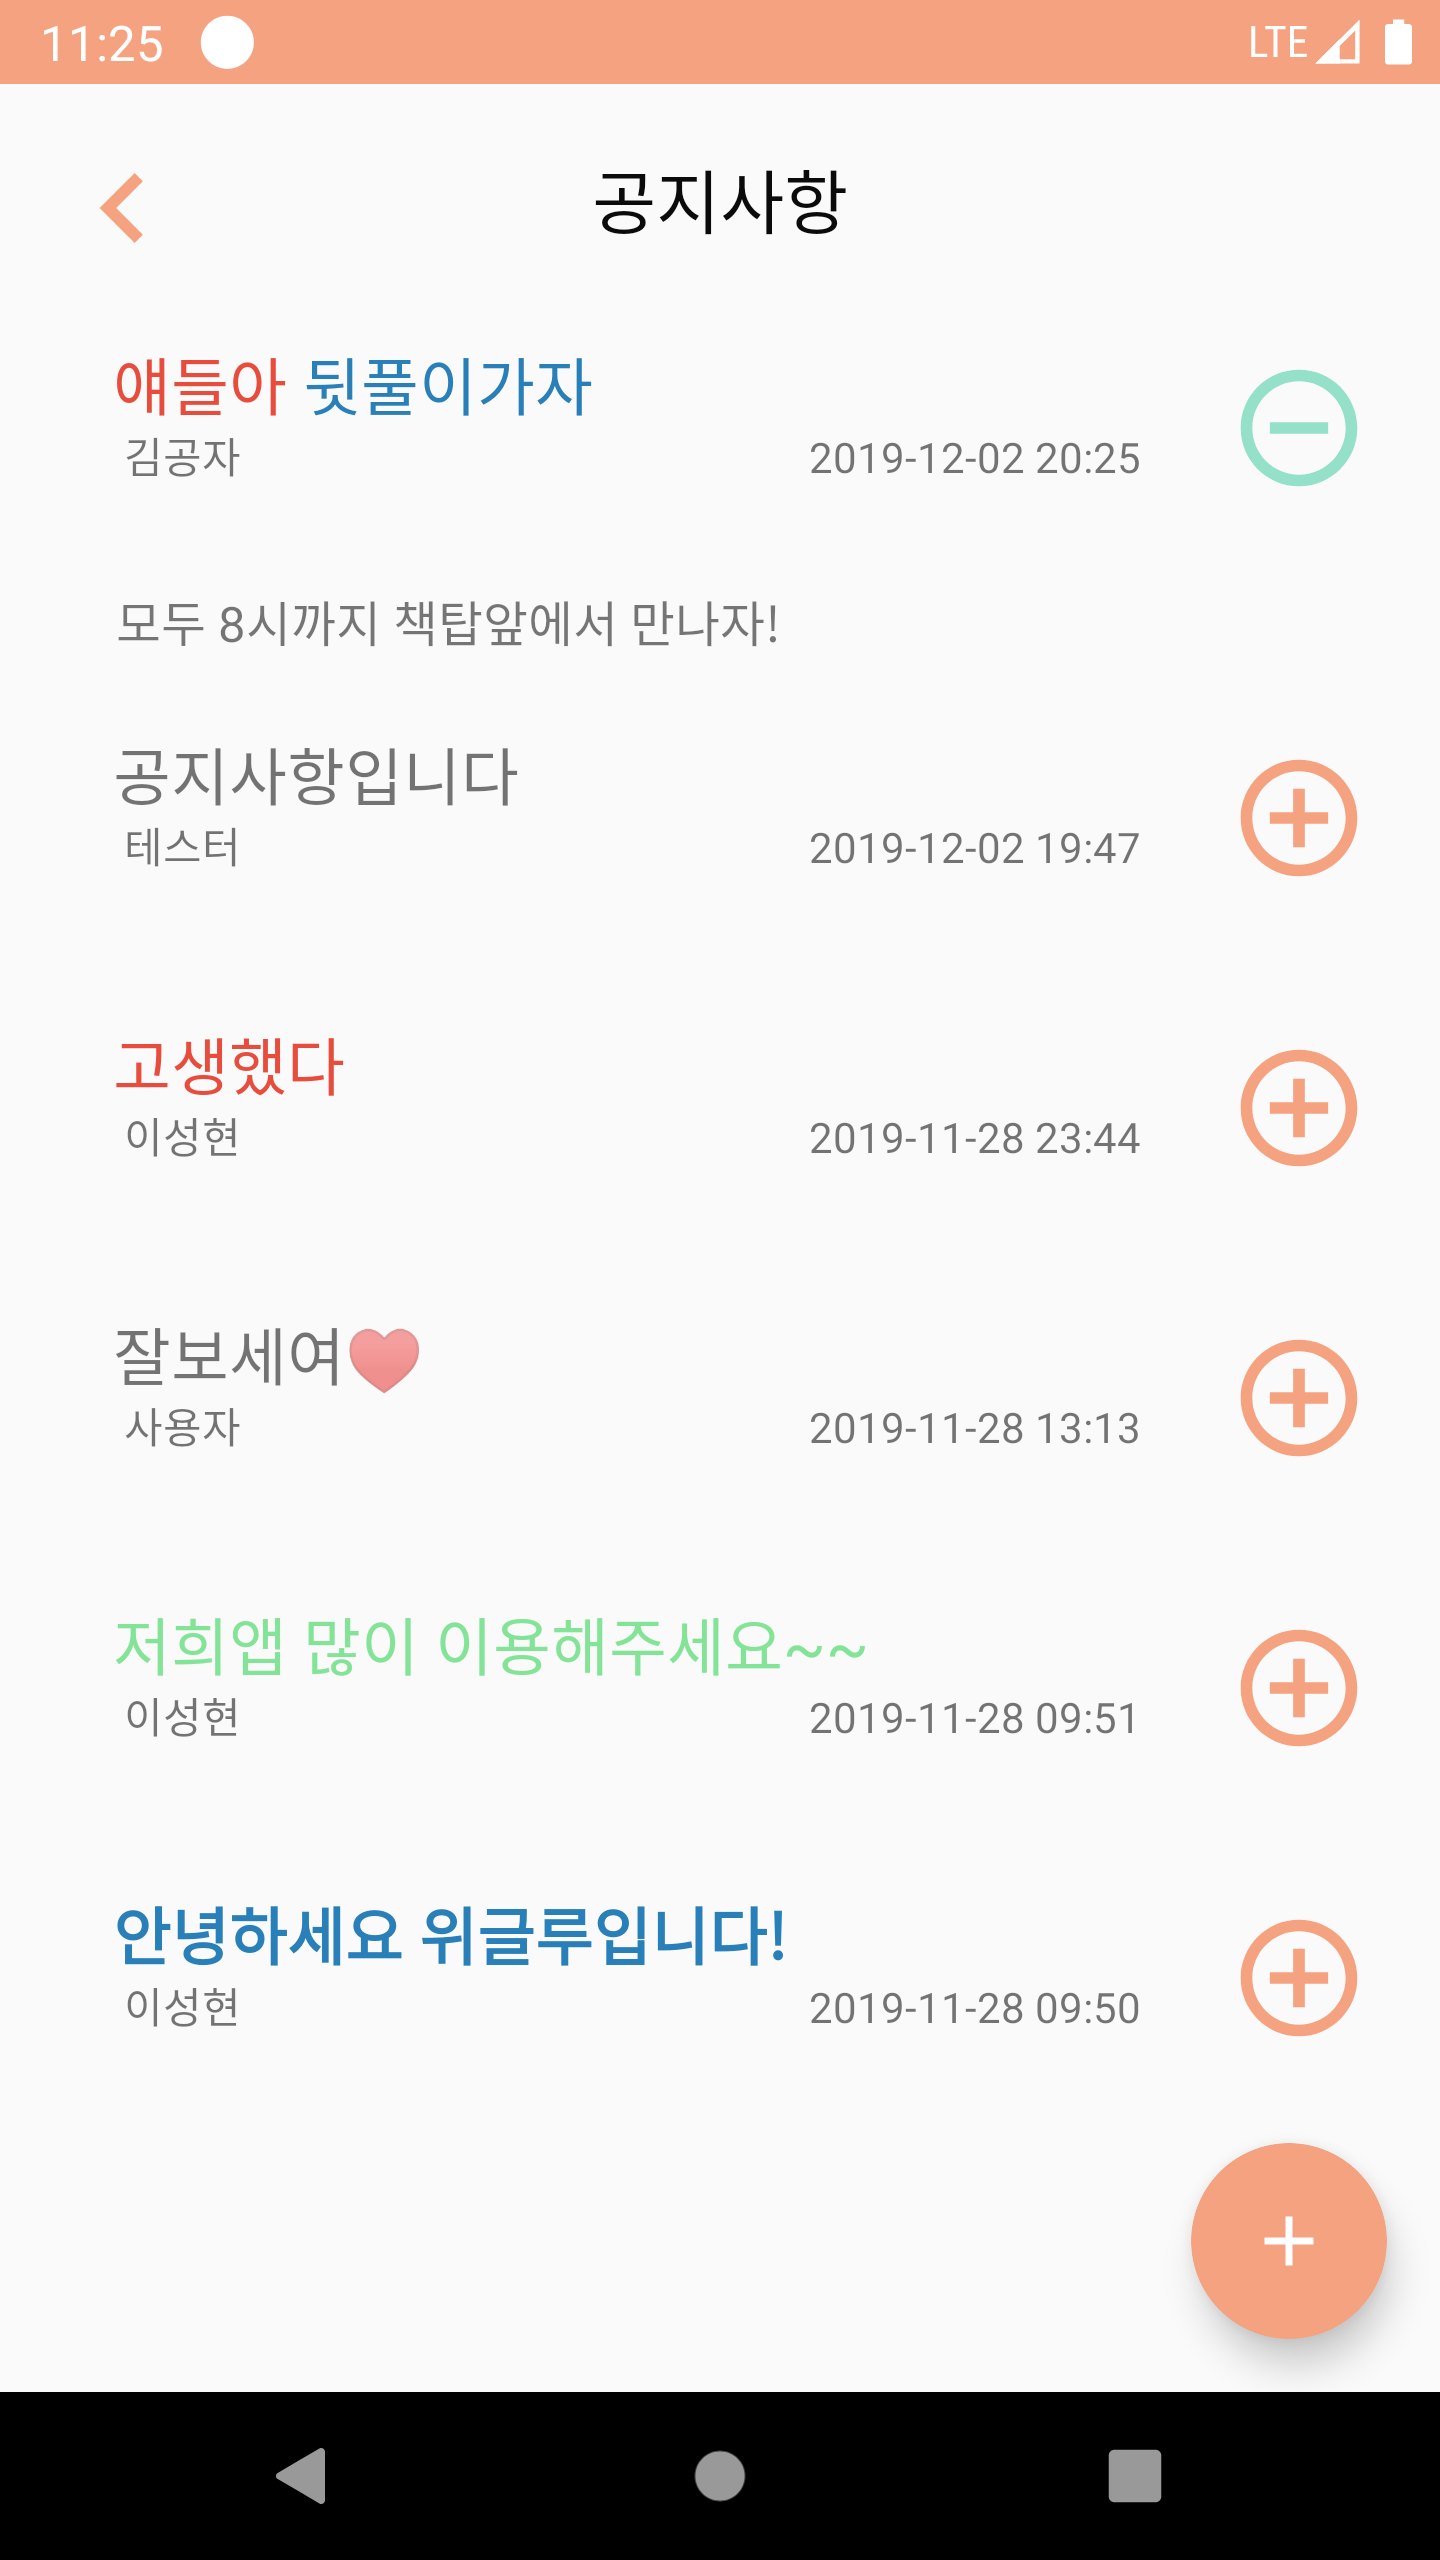 11:25 LTE
공지사항
얘들아 뒷풀이가자
김공자 2019-12-02 20:25
모두 8시까지 책탑앞에서 만나자!
공지사항입니다
테스터 2019-12-02 19:47
고생했다
이성현 2019-11-28 23:44
잘보세여
사용자 2019-11-28 13:13
저희앱 많이 이용해주세요~~
이성현 2019-11-28 09:51
안녕하세요 위글루입니다!
이성현 2019-11-28 09:50